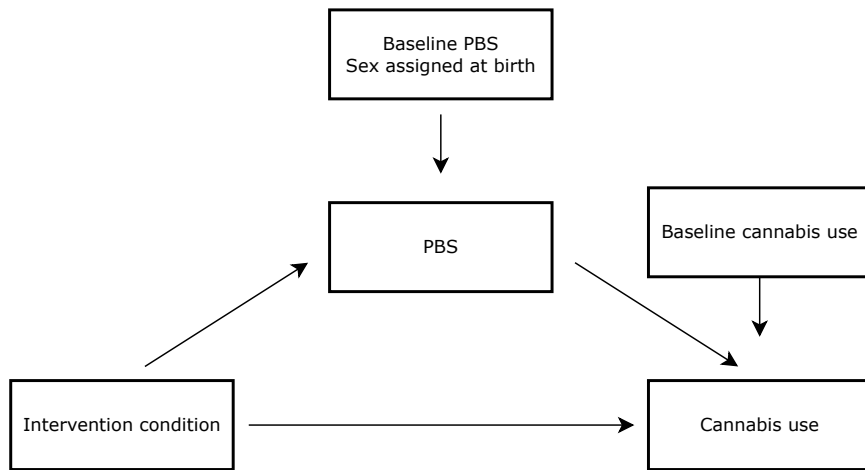 Baseline PBS
Sex assigned at birth
PBS
Baseline cannabis use
Intervention condition
Cannabis use